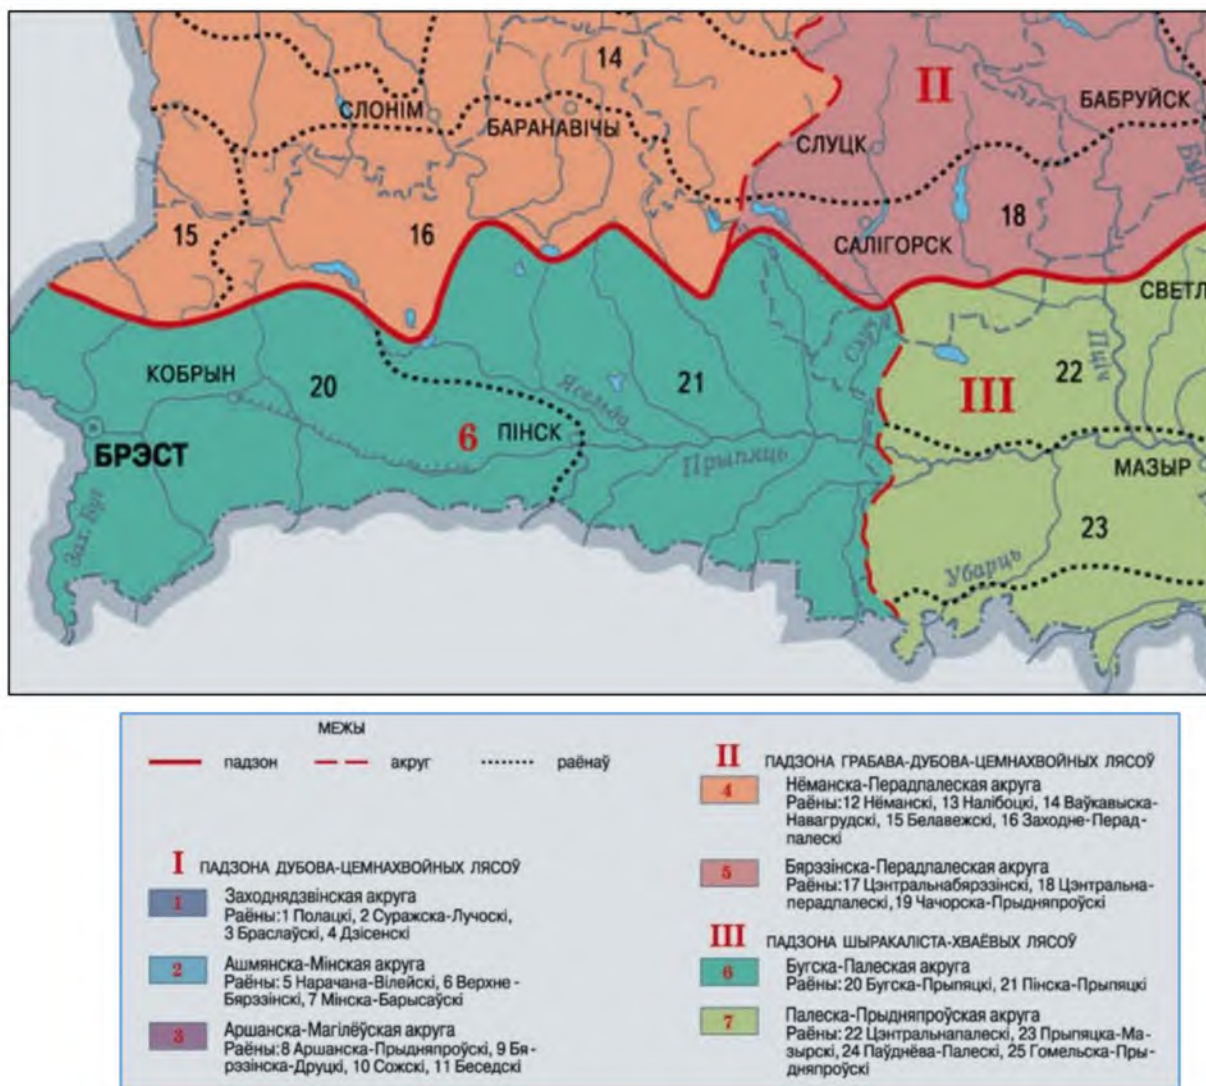 14
II
БАБРУЙСК
СЛОНІМ
БАРАНАВІЧЫ
СЛУЦК
15
16
18
САЛІГОРСК
СВЕТЛ
КОБРЫН
20
21
22
Пціч
III
Ясельда
6
ПІНСК
БРЭСТ
Прыпяць
МАЗЫР
23
Зах. Буг
Убарць
МЕЖЫ
падзон
акруг
раёнаў
I ПАДЗОНА ДУБОВА-ЦЕМНАХВОЙНЫХ ЛЯСОЎ
1 Заходнядзвінская акруга
Раёны:1 Полацкі, 2 Суражска-Лучоскі,
3 Браслаўскі, 4 Дзісенскі
2 Ашмянска-Мінская акруга
Раёны: 5 Нарачана-Вілейскі, 6 Верхне-
Бярэзінскі, 7 Мінска-Барысаўскі
3 Аршанска-Магілёўская акруга
Раёны: 8 Аршанска-Прыдняпроўскі, 9 Бя-
рэзінска-Друцкі, 10 Сожскі, 11 Беседскі
II ПАДЗОНА ГРАБАВА-ДУБОВА-ЦЕМНАХВОЙНЫХ ЛЯСОЎ
4 Нёманска-Перадпалеская акруга
Раёны:12 Нёманскі, 13 Налібоцкі, 14 Ваўкавыска-
Навагрудскі, 15 Белавежскі, 16 Заходне-Перад-
палескі
5 Бярэзінска-Перадпалеская акруга
Раёны:17 Цэнтральнабярэзінскі, 18 Цэнтральна-
перадпалескі, 19 Чачорска-Прыдняпроўскі
III ПАДЗОНА ШЫРАКАЛІСТА-ХВАЁВЫХ ЛЯСОЎ
6 Бугска-Палеская акруга
Раёны: 20 Бугска-Прыпяцкі, 21 Пінска-Прыпяцкі
7 Палеска-Прыдняпроўская акруга
Раёны: 22 Цэнтральнапалескі, 23 Прыпяцка-Ма-
зырскі, 24 Паўднёва-Палескі, 25 Гомельска-Пры-
дняпроўскі